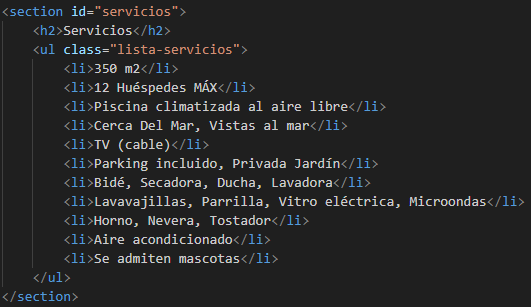 <section id="servicios">
<h2>Servicios</h2>
<ul class="lista-servicios">
<li>350 m2</li>
<li>12 Huéspedes MÁX</li>
<li>Piscina climatizada al aire libre</li>
<li>Cerca Del Mar, Vistas al mar</li>
<li>TV (cable)</li>
<li>Parking incluido, Privada Jardín</li>
<li>Bidé, Secadora, Ducha, Lavadora</li>
<li>Lavavajillas, Parrilla, Vitro eléctrica, Microondas</li>
<li>Horno, Nevera, Tostador</li>
<li>Aire acondicionado</li>
<li>Se admiten mascotas</li>
</ul>
</section>